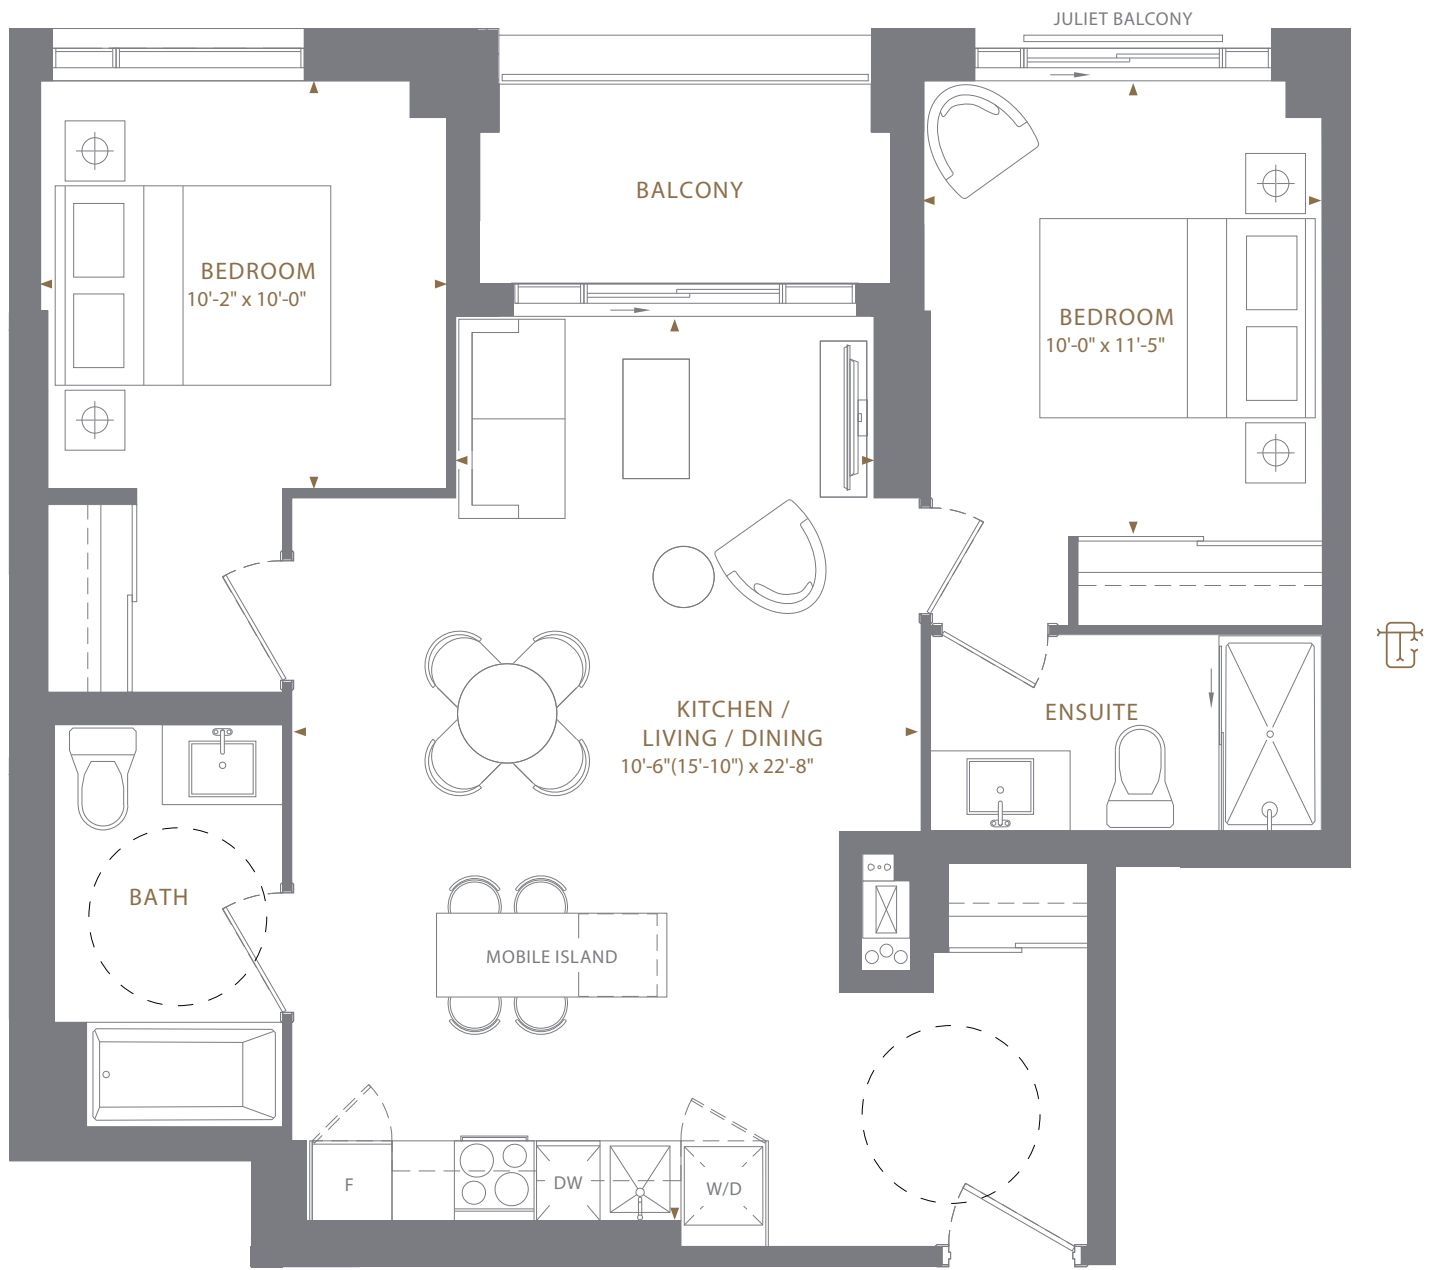 JULIET BALCONY
BALCONY
BEDROOM
10'-2" x 10'-0"
BEDROOM
10'-0" x 11'-5"
KITCHEN /
LIVING / DINING
10'-6"(15'-10") x 22'-8"
ENSUITE
BATH
MOBILE ISLAND
F
DW
W/D